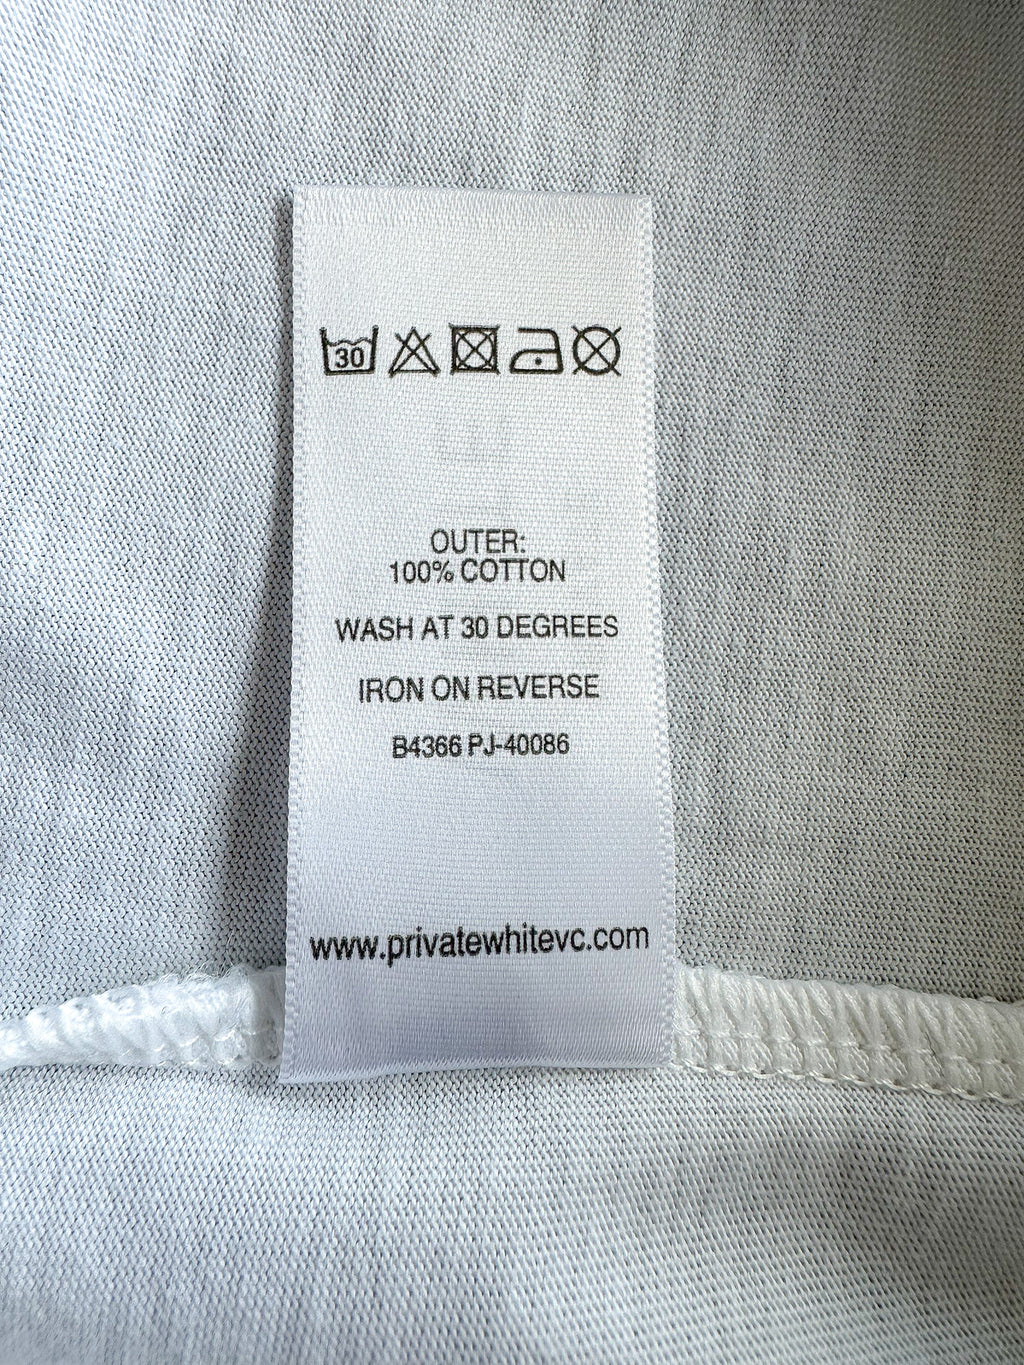 30
OUTER:
100% COTTON
WASH AT 30 DEGREES
IRON ON REVERSE
B4366 PJ-40086
www.privatewhitevc.com